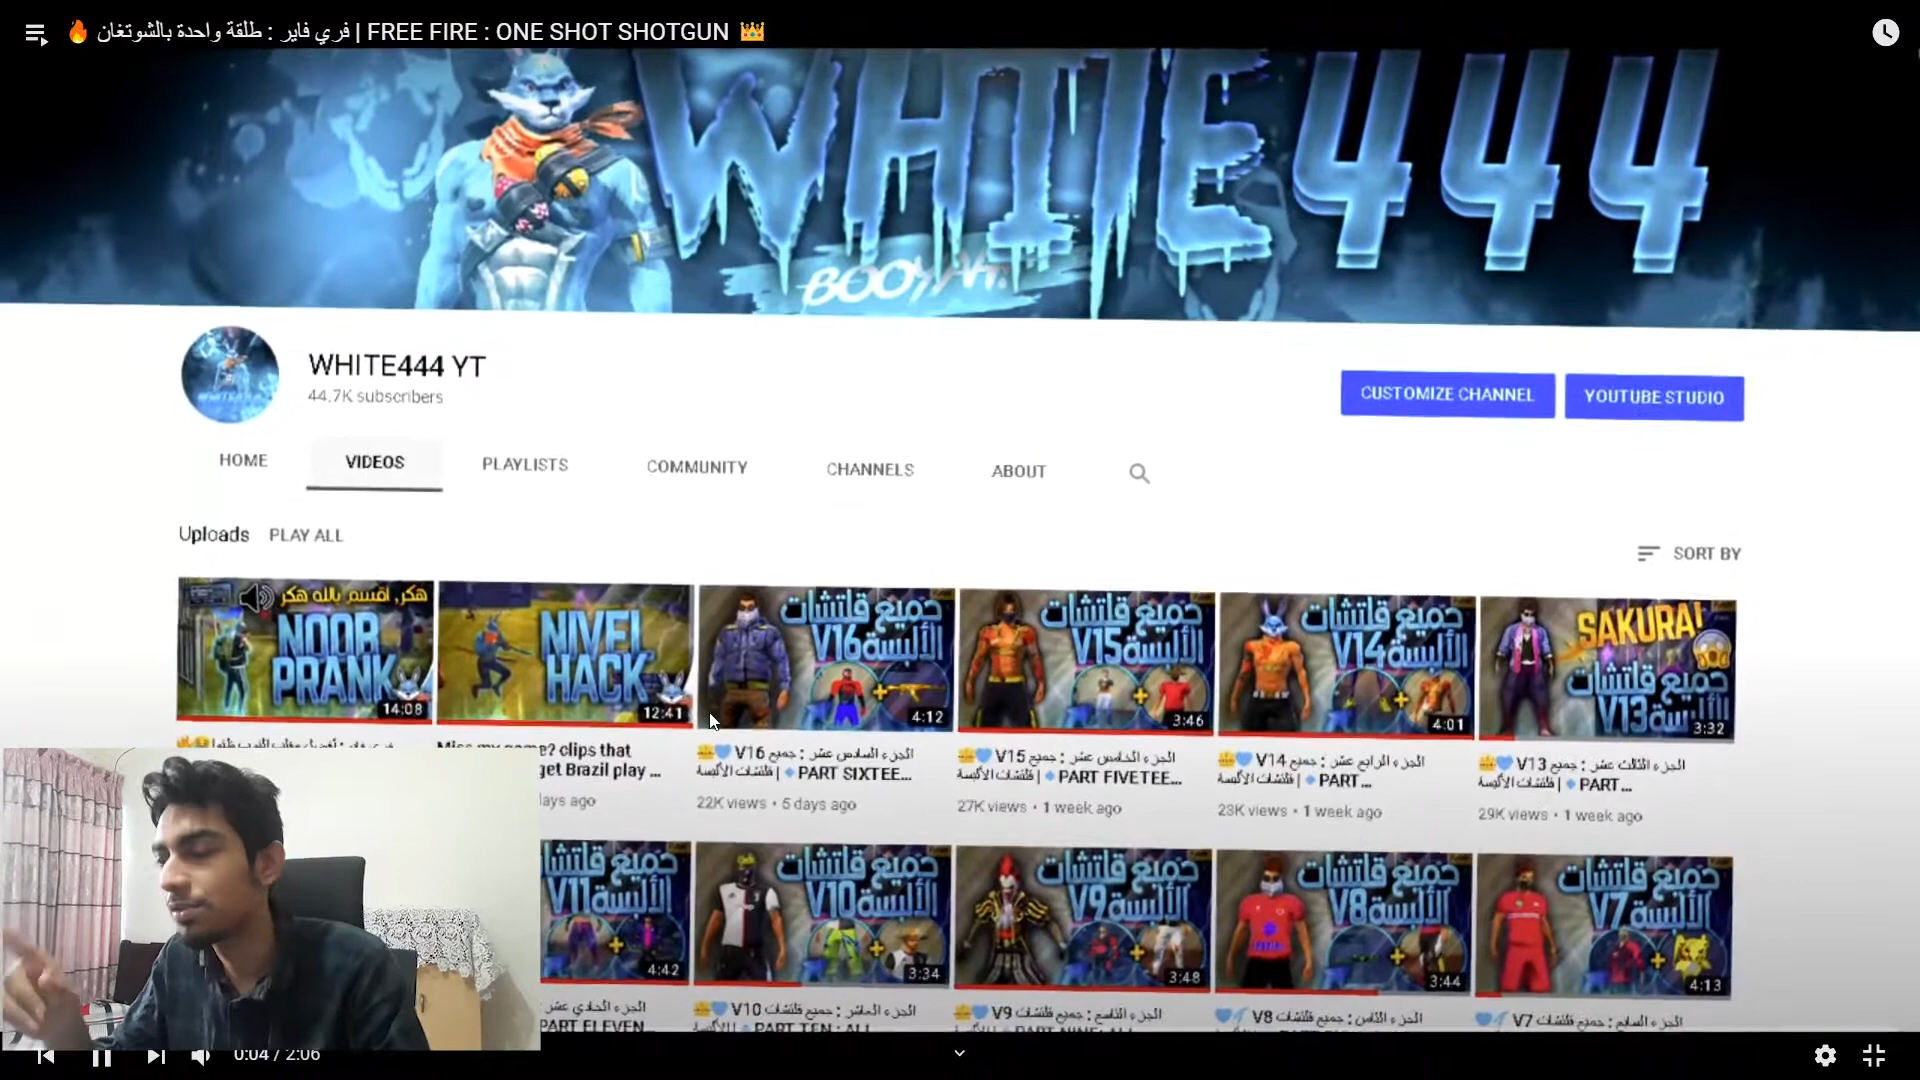 🔥 فري فاير : طلقة واحدة بالشوتغان | FREE FIRE : ONE SHOT SHOTGUN 👑
WHITE444
BOOYAH!
WHITE444 YT
44.7K subscribers
CUSTOMIZE CHANNEL
YOUTUBE STUDIO
HOME
VIDEOS
PLAYLISTS
COMMUNITY
CHANNELS
ABOUT
Uploads
PLAY ALL
SORT BY
هكر, اقسم بالله هكر
NOOB
PRANK
14:08
NIVEL
HACK
12:41
جميع قلتشات
الألبسة V16
4:12
جميع قلتشات
الألبسة V15
3:46
جميع قلتشات
الألبسة V14
4:01
SAKURA!
جميع قلتشات
الألبسة V13
3:32
clips that
get Brazil play ...
days ago
الجزء السادس عشر : جميع V16
قلتشات الألبسة | PART SIXTEE...
22K views • 5 days ago
الجزء الخامس عشر : جميع V15
قلتشات الألبسة | PART FIVETEE...
27K views • 1 week ago
الجزء الرابع عشر : جميع V14
قلتشات الألبسة | PART...
23K views • 1 week ago
الجزء الثالث عشر : جميع V13
قلتشات الألبسة | PART...
29K views • 1 week ago
قلتشات
الألبسة V11
4:42
جميع قلتشات
الألبسة V10
3:34
جميع قلتشات
الألبسة V9
3:48
جميع قلتشات
الألبسة V8
3:44
جميع قلتشات
الألبسة V7
4:13
الجزء الحادي عشر :
PART ELEVEN
الجزء العاشر : جميع قلتشات V10
PART TEN : ALL
الجزء التاسع : جميع قلتشات V9
PART NINE
الجزء الثامن : جميع قلتشات V8
الجزء السابع : جميع قلتشات V7
0:04 / 2:06